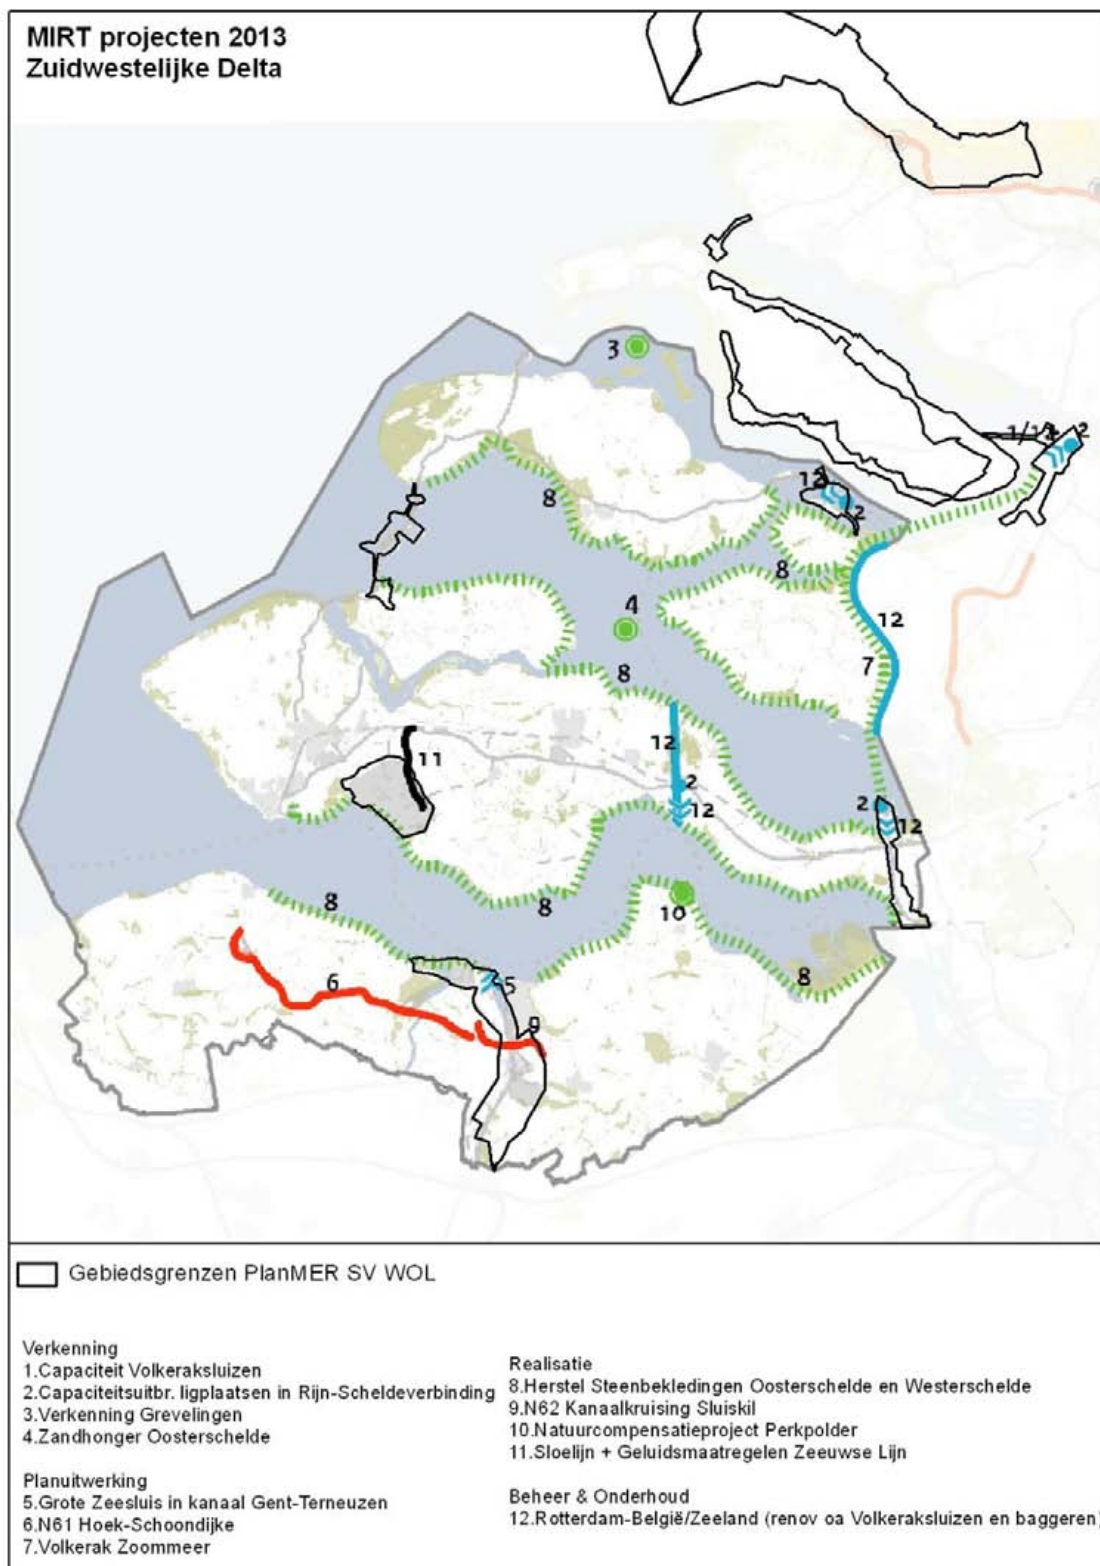 MIRT projecten 2013
Zuidwestelijke Delta
3
1/12
2
12
2
8
8
4
12
8
7
12
11
2
12
2
12
8
8
10
8
6
5
9
Gebiedsgrenzen PlanMER SV WOL
Verkenning
1.Capaciteit Volkeraksluizen
2.Capaciteitsuitbr. ligplaatsen in Rijn-Scheldeverbinding
3.Verkenning Grevelingen
4.Zandhonger Oosterschelde
Planuitwerking
5.Grote Zeesluis in kanaal Gent-Terneuzen
6.N61 Hoek-Schoondijke
7.Volkerak Zoommeer
Realisatie
8.Herstel Steenbekledingen Oosterschelde en Westerschelde
9.N62 Kanaalkruising Sluiskil
10.Natuurcompensatieproject Perkpolder
11.Sloelijn + Geluidsmaatregelen Zeeuwse Lijn
Beheer & Onderhoud
12.Rotterdam-België/Zeeland (renov oa Volkeraksluizen en baggeren)